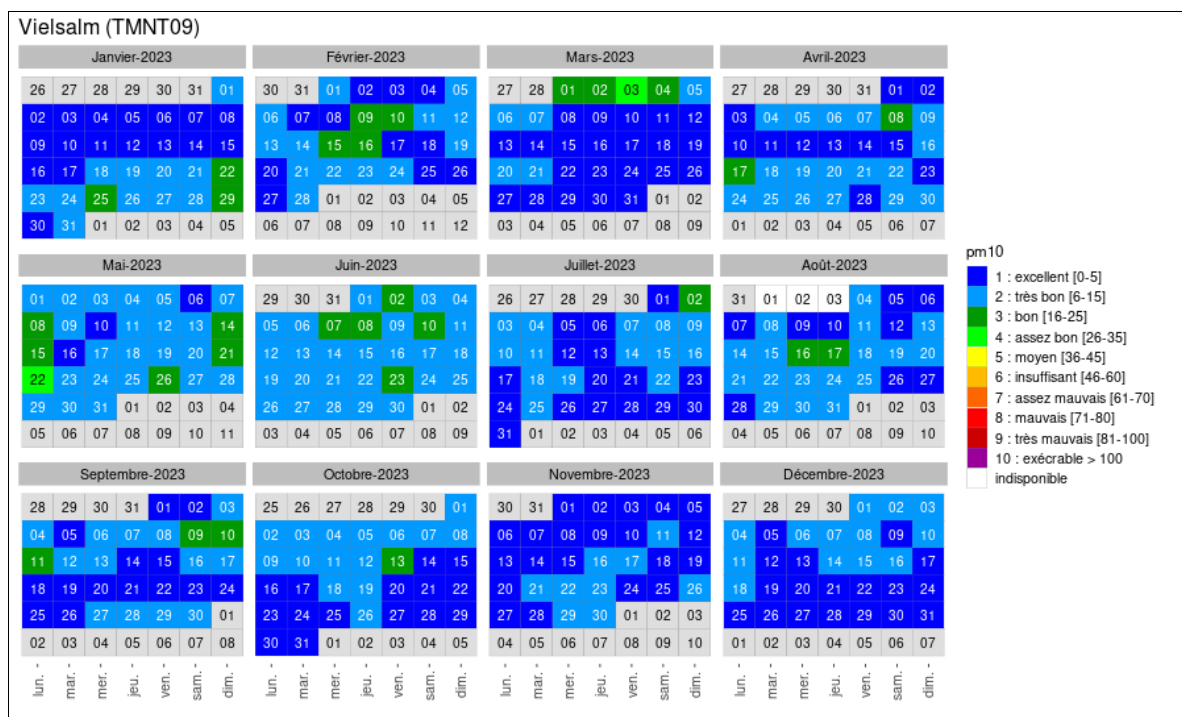 Vielsalm (TMNT09)
Janvier-2023 Février-2023 Mars-2023 Avril-2023
26 27 28 29 30 31 01 30 31 01 02 03 04 05 27 28 01 02 03 04 05 27 28 29 30 31 01 02
02 03 04 05 06 07 08 06 07 08 09 10 11 12 06 07 08 09 10 11 12 03 04 05 06 07 08 09
09 10 11 12 13 14 15 13 14 15 16 17 18 19 13 14 15 16 17 18 19 10 11 12 13 14 15 16
16 17 18 19 20 21 22 20 21 22 23 24 25 26 20 21 22 23 24 25 26 17 18 19 20 21 22 23
23 24 25 26 27 28 29 27 28 01 02 03 04 05 27 28 29 30 31 01 02 24 25 26 27 28 29 30
30 31 01 02 03 04 05 06 07 08 09 10 11 12 03 04 05 06 07 08 09 01 02 03 04 05 06 07
Mai-2023 Juin-2023 Juillet-2023 Août-2023
01 02 03 04 05 06 07 29 30 31 01 02 03 04 26 27 28 29 30 01 02 31 01 02 03 04 05 06
08 09 10 11 12 13 14 05 06 07 08 09 10 11 03 04 05 06 07 08 09 07 08 09 10 11 12 13
15 16 17 18 19 20 21 12 13 14 15 16 17 18 10 11 12 13 14 15 16 14 15 16 17 18 19 20
22 23 24 25 26 27 28 19 20 21 22 23 24 25 17 18 19 20 21 22 23 21 22 23 24 25 26 27
29 30 31 01 02 03 04 26 27 28 29 30 01 02 24 25 26 27 28 29 30 28 29 30 31 01 02 03
05 06 07 08 09 10 11 03 04 05 06 07 08 09 31 01 02 03 04 05 06 04 05 06 07 08 09 10
Septembre-2023 Octobre-2023 Novembre-2023 Décembre-2023
28 29 30 31 01 02 03 25 26 27 28 29 30 01 30 31 01 02 03 04 05 27 28 29 30 01 02 03
04 05 06 07 08 09 10 02 03 04 05 06 07 08 06 07 08 09 10 11 12 04 05 06 07 08 09 10
11 12 13 14 15 16 17 09 10 11 12 13 14 15 13 14 15 16 17 18 19 11 12 13 14 15 16 17
18 19 20 21 22 23 24 16 17 18 19 20 21 22 20 21 22 23 24 25 26 18 19 20 21 22 23 24
25 26 27 28 29 30 01 23 24 25 26 27 28 29 27 28 29 30 01 02 03 25 26 27 28 29 30 31
02 03 04 05 06 07 08 30 31 01 02 03 04 05 04 05 06 07 08 09 10 01 02 03 04 05 06 07
lun. - mar. - mer. - jeu. - ven. - sam. - dim. - lun. - mar. - mer. - jeu. - ven. - sam. - dim. - lun. - mar. - mer. - jeu. - ven. - sam. - dim. - lun. - mar. - mer. - jeu. - ven. - sam. - dim. -
pm10
1 : excellent [0-5]
2 : très bon [6-15]
3 : bon [16-25]
4 : assez bon [26-35]
5 : moyen [36-45]
6 : insuffisant [46-60]
7 : assez mauvais [61-70]
8 : mauvais [71-80]
9 : très mauvais [81-100]
10 : exécrable > 100
indisponible